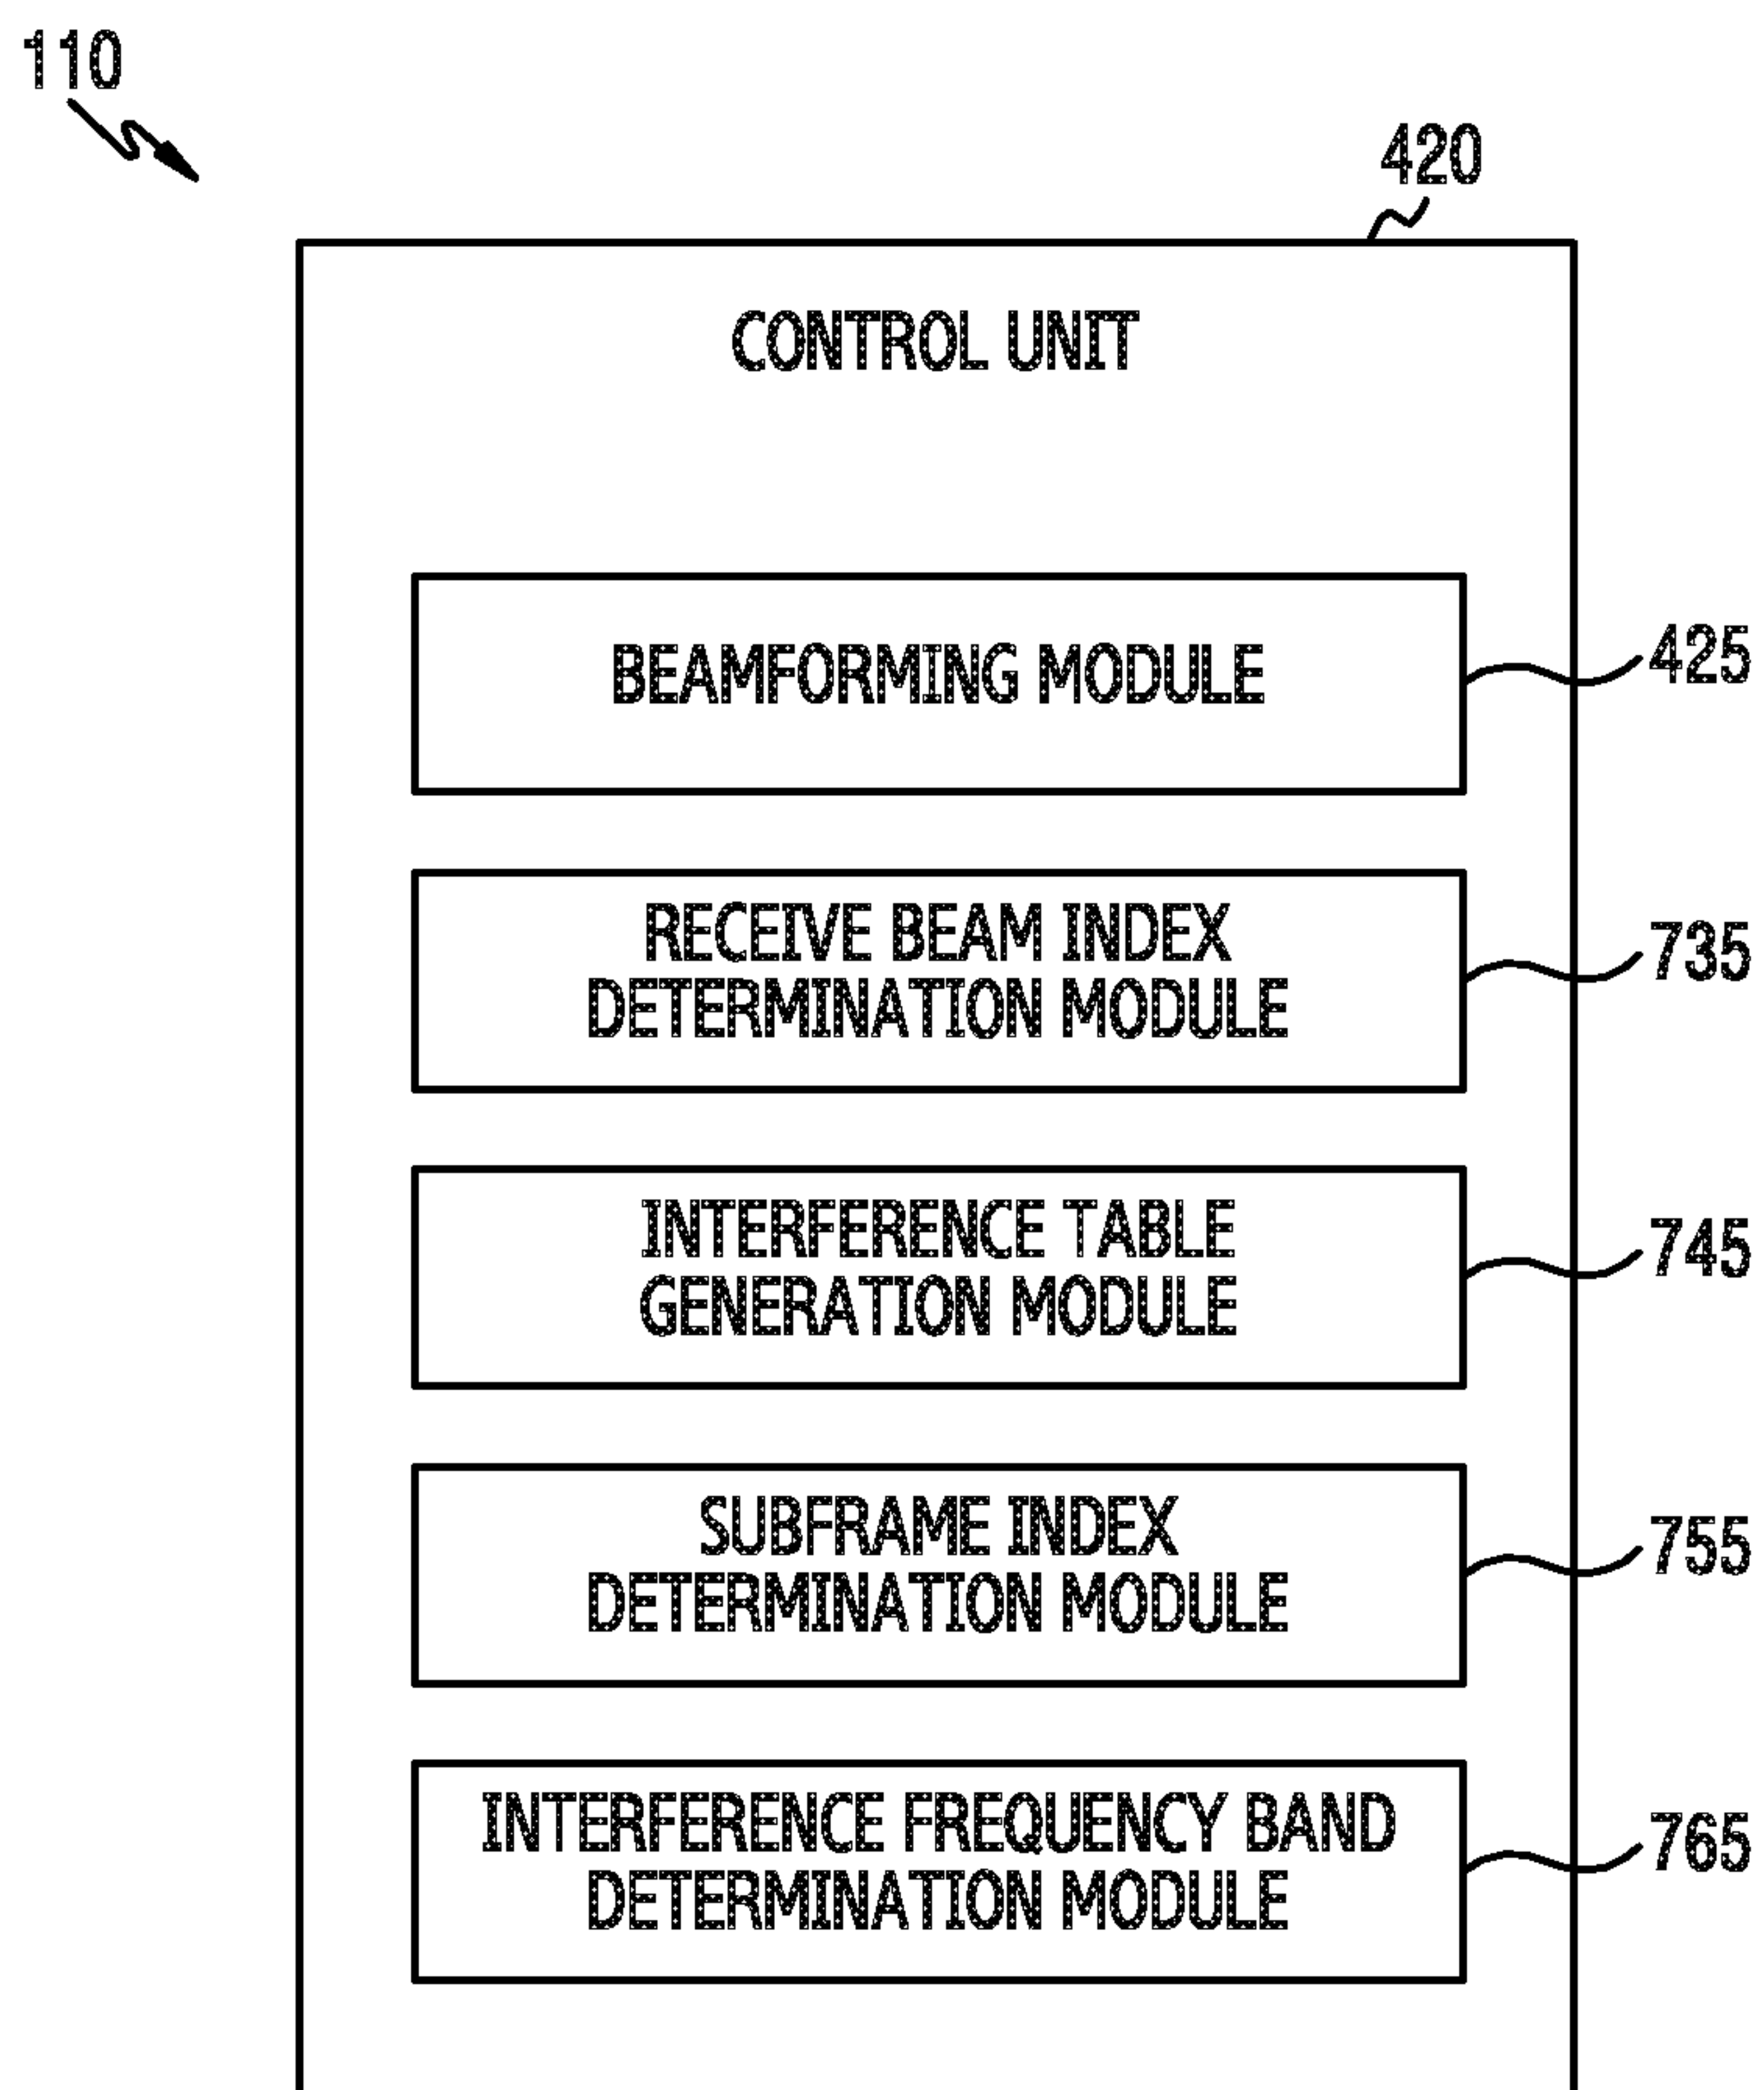 110
420
CONTROL UNIT
BEAMFORMING MODULE
425
RECEIVE BEAM INDEX
DETERMINATION MODULE
735
INTERFERENCE TABLE
GENERATION MODULE
745
SUBFRAME INDEX
DETERMINATION MODULE
755
INTERFERENCE FREQUENCY BAND
DETERMINATION MODULE
765